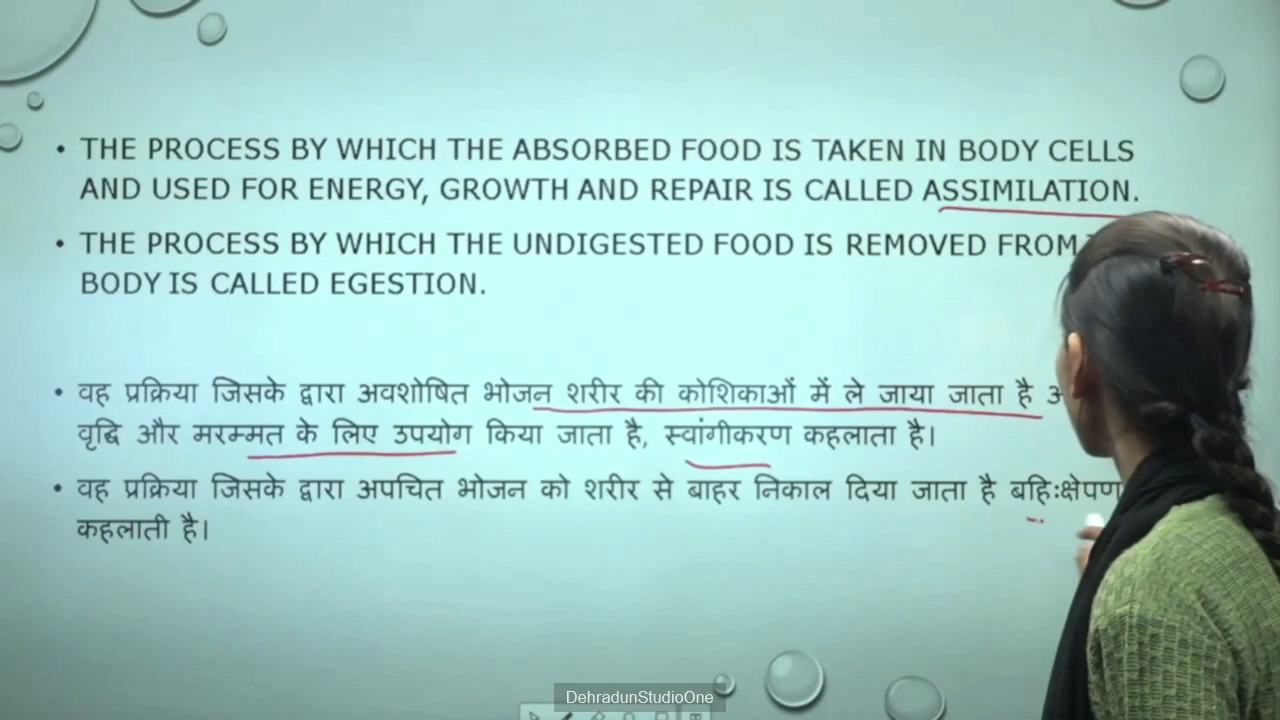 • THE PROCESS BY WHICH THE ABSORBED FOOD IS TAKEN IN BODY CELLS
AND USED FOR ENERGY, GROWTH AND REPAIR IS CALLED ASSIMILATION.
• THE PROCESS BY WHICH THE UNDIGESTED FOOD IS REMOVED FROM
BODY IS CALLED EGESTION.
• वह प्रक्रिया जिसके द्वारा अवशोषित भोजन शरीर की कोशिकाओं में ले जाया जाता है
वृद्धि और मरम्मत के लिए उपयोग किया जाता है, स्वांगीकरण कहलाता है।
• वह प्रक्रिया जिसके द्वारा अपचित भोजन को शरीर से बाहर निकाल दिया जाता है बहिःक्षेपण
कहलाती है।
DehradunStudioOne